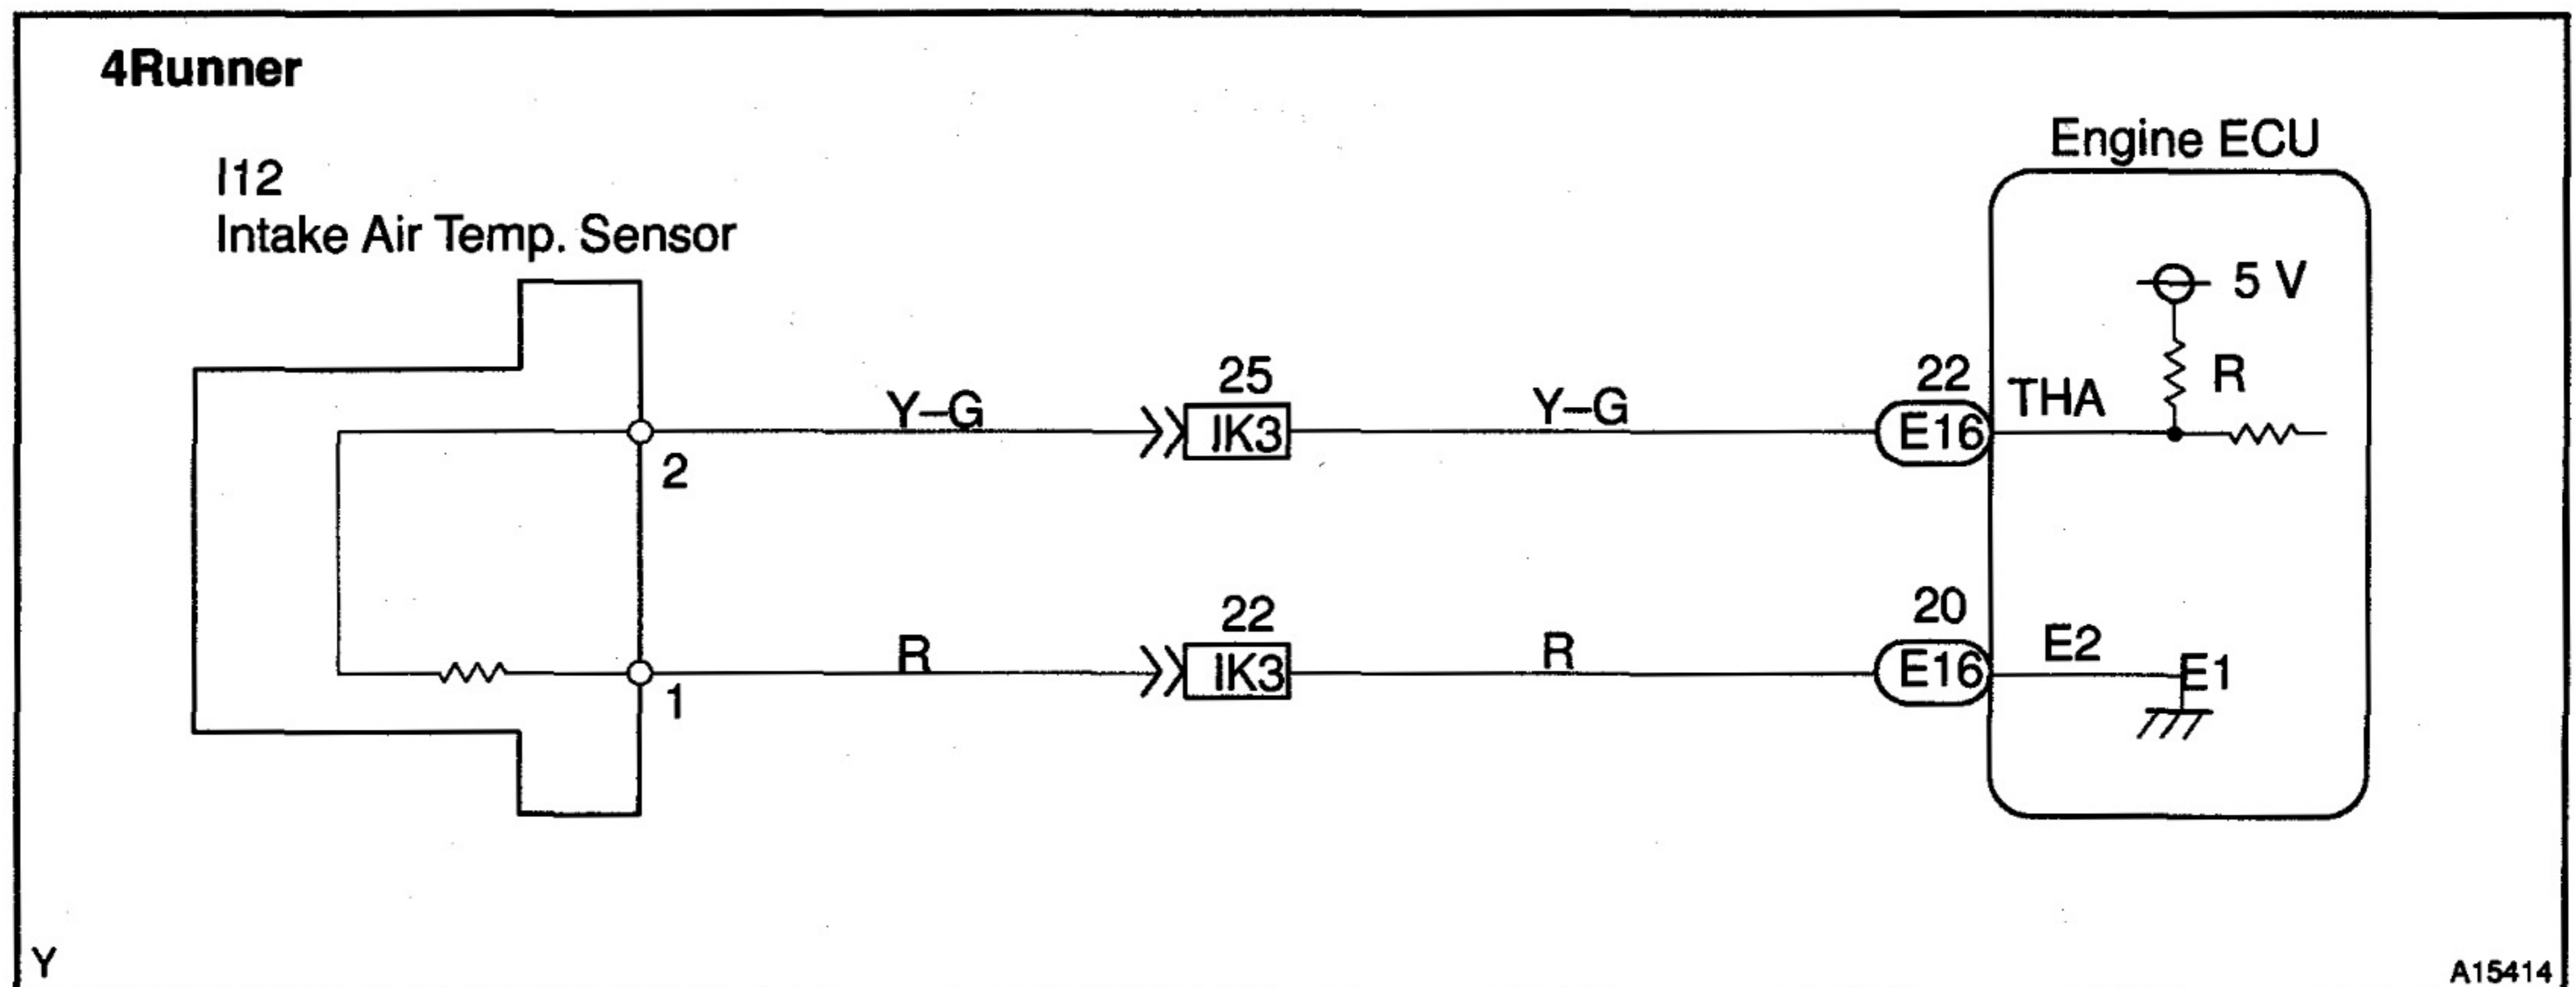 4Runner
I12
Intake Air Temp. Sensor
Engine ECU
5 V
R
25
Y–G
IK3
Y–G
22
E16
THA
2
22
R
IK3
R
20
E16
E2
E1
1
Y
A15414